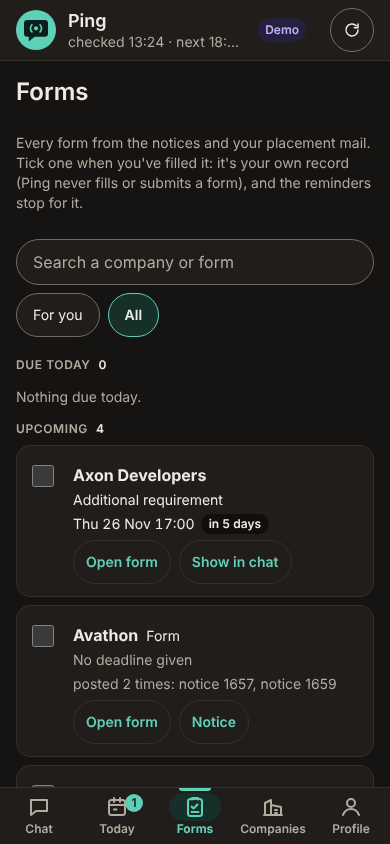 Ping
checked 13:24 · next 18:...
Demo
Forms
Every form from the notices and your placement mail.
Tick one when you've filled it: it's your own record
(Ping never fills or submits a form), and the reminders
stop for it.
Search a company or form
For you
All
DUE TODAY 0
Nothing due today.
UPCOMING 4
Axon Developers
Additional requirement
Thu 26 Nov 17:00 in 5 days
Open form
Show in chat
Avathon Form
No deadline given
posted 2 times: notice 1657, notice 1659
Open form
Notice
1
Chat
Today
Forms
Companies
Profile